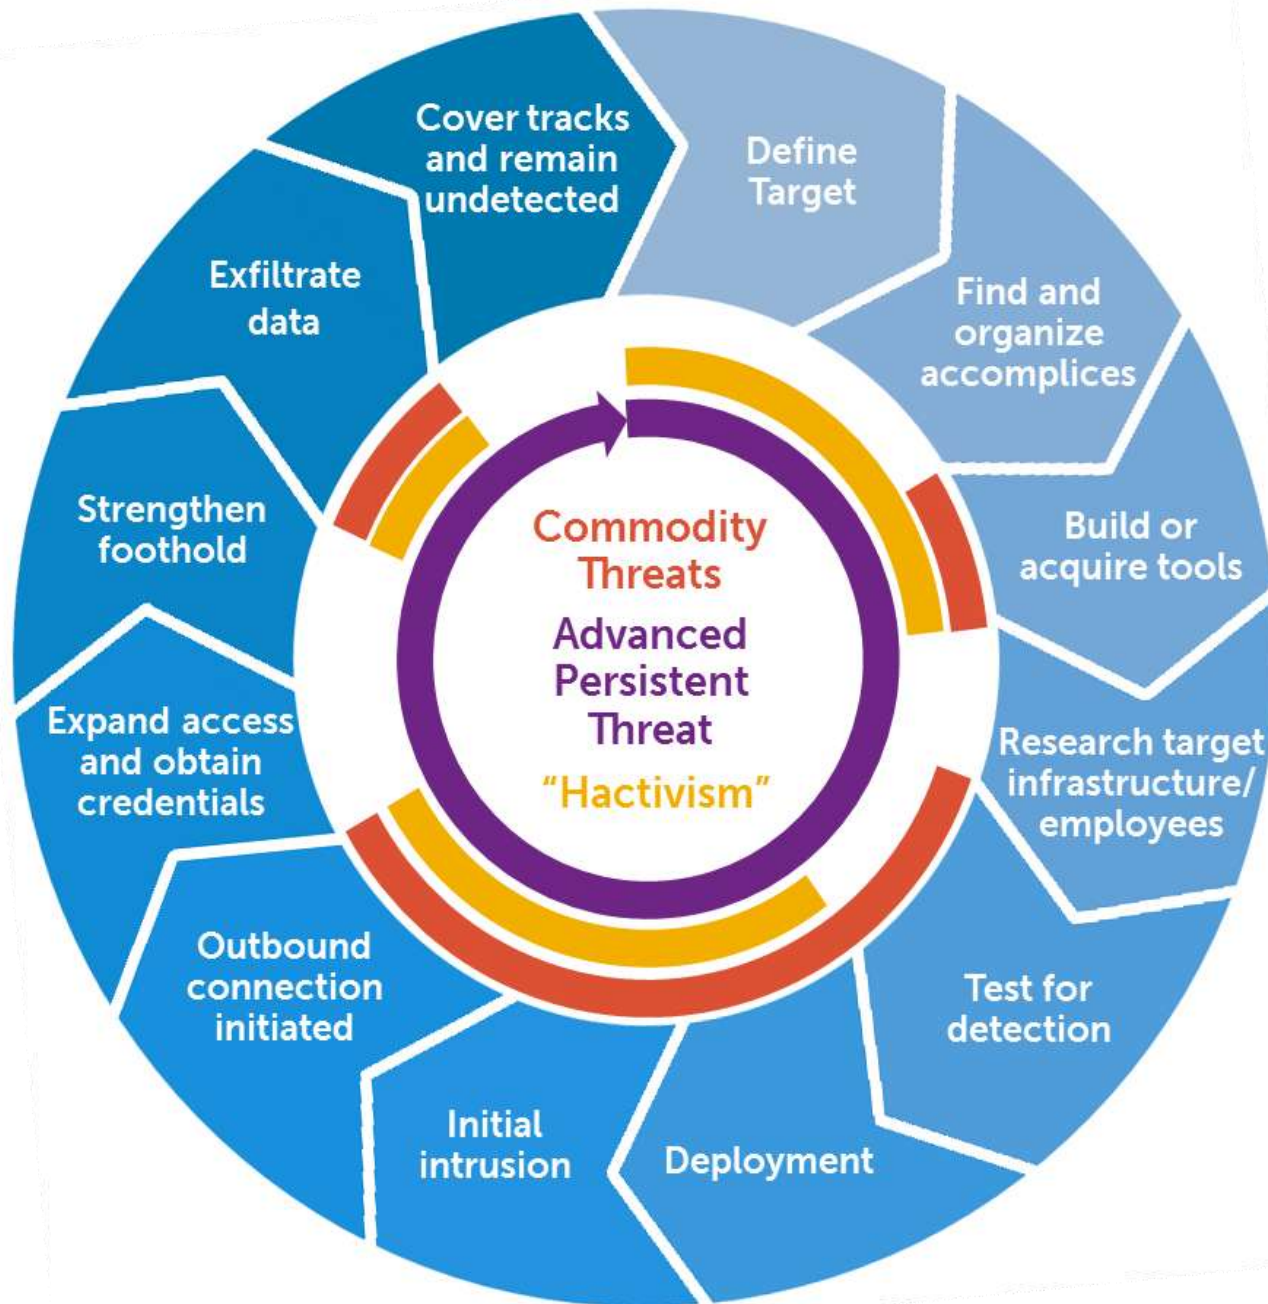 Define
Target
Find and
organize
accomplices
Build or
acquire tools
Research target
infrastructure/
employees
Test for
detection
Deployment
Initial
intrusion
Outbound
connection
initiated
Expand access
and obtain
credentials
Strengthen
foothold
Exfiltrate
data
Cover tracks
and remain
undetected
Commodity
Threats
Advanced
Persistent
Threat
“Hactivism”